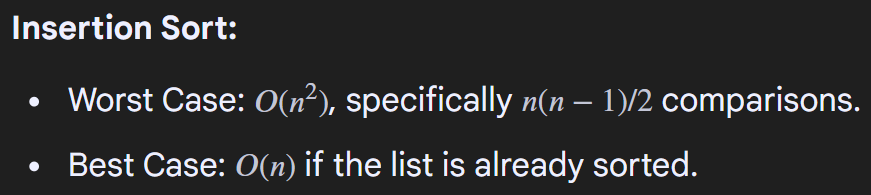 Insertion Sort:
• Worst Case: O(n²), specifically n(n − 1)/2 comparisons.
• Best Case: O(n) if the list is already sorted.